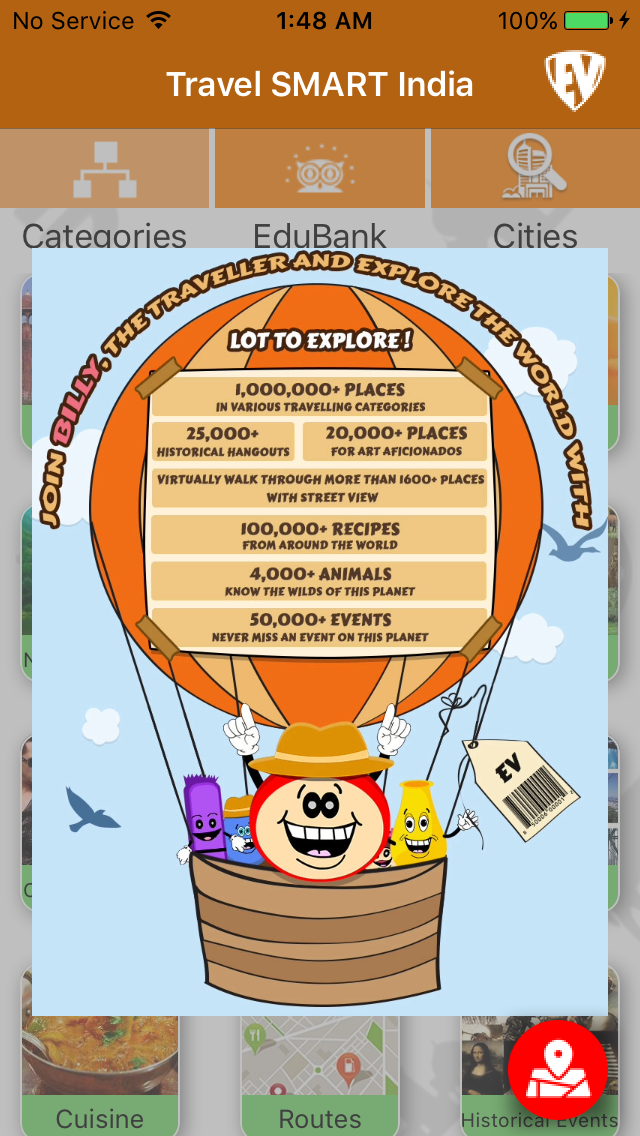 No Service
1:48 AM
100%
Travel SMART India
EV
Categories
EduBank
Cities
JOIN BILLY, THE TRAVELLER AND EXPLORE THE WORLD WITH
LOT TO EXPLORE!
1,000,000+ PLACES
IN VARIOUS TRAVELLING CATEGORIES
25,000+
HISTORICAL HANGOUTS
20,000+ PLACES
FOR ART AFICIONADOS
VIRTUALLY WALK THROUGH MORE THAN 1600+ PLACES
WITH STREET VIEW
100,000+ RECIPES
FROM AROUND THE WORLD
4,000+ ANIMALS
KNOW THE WILDS OF THIS PLANET
50,000+ EVENTS
NEVER MISS AN EVENT ON THIS PLANET
EV
Cuisine
Routes
Historical Events